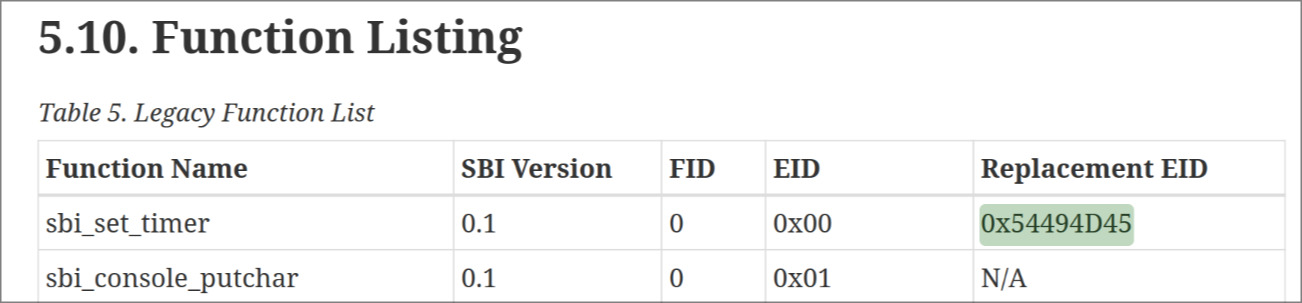 5.10. Function Listing
Table 5. Legacy Function List
Function Name SBI Version FID EID Replacement EID
sbi_set_timer 0.1 0 0x00 0x54494D45
sbi_console_putchar 0.1 0 0x01 N/A